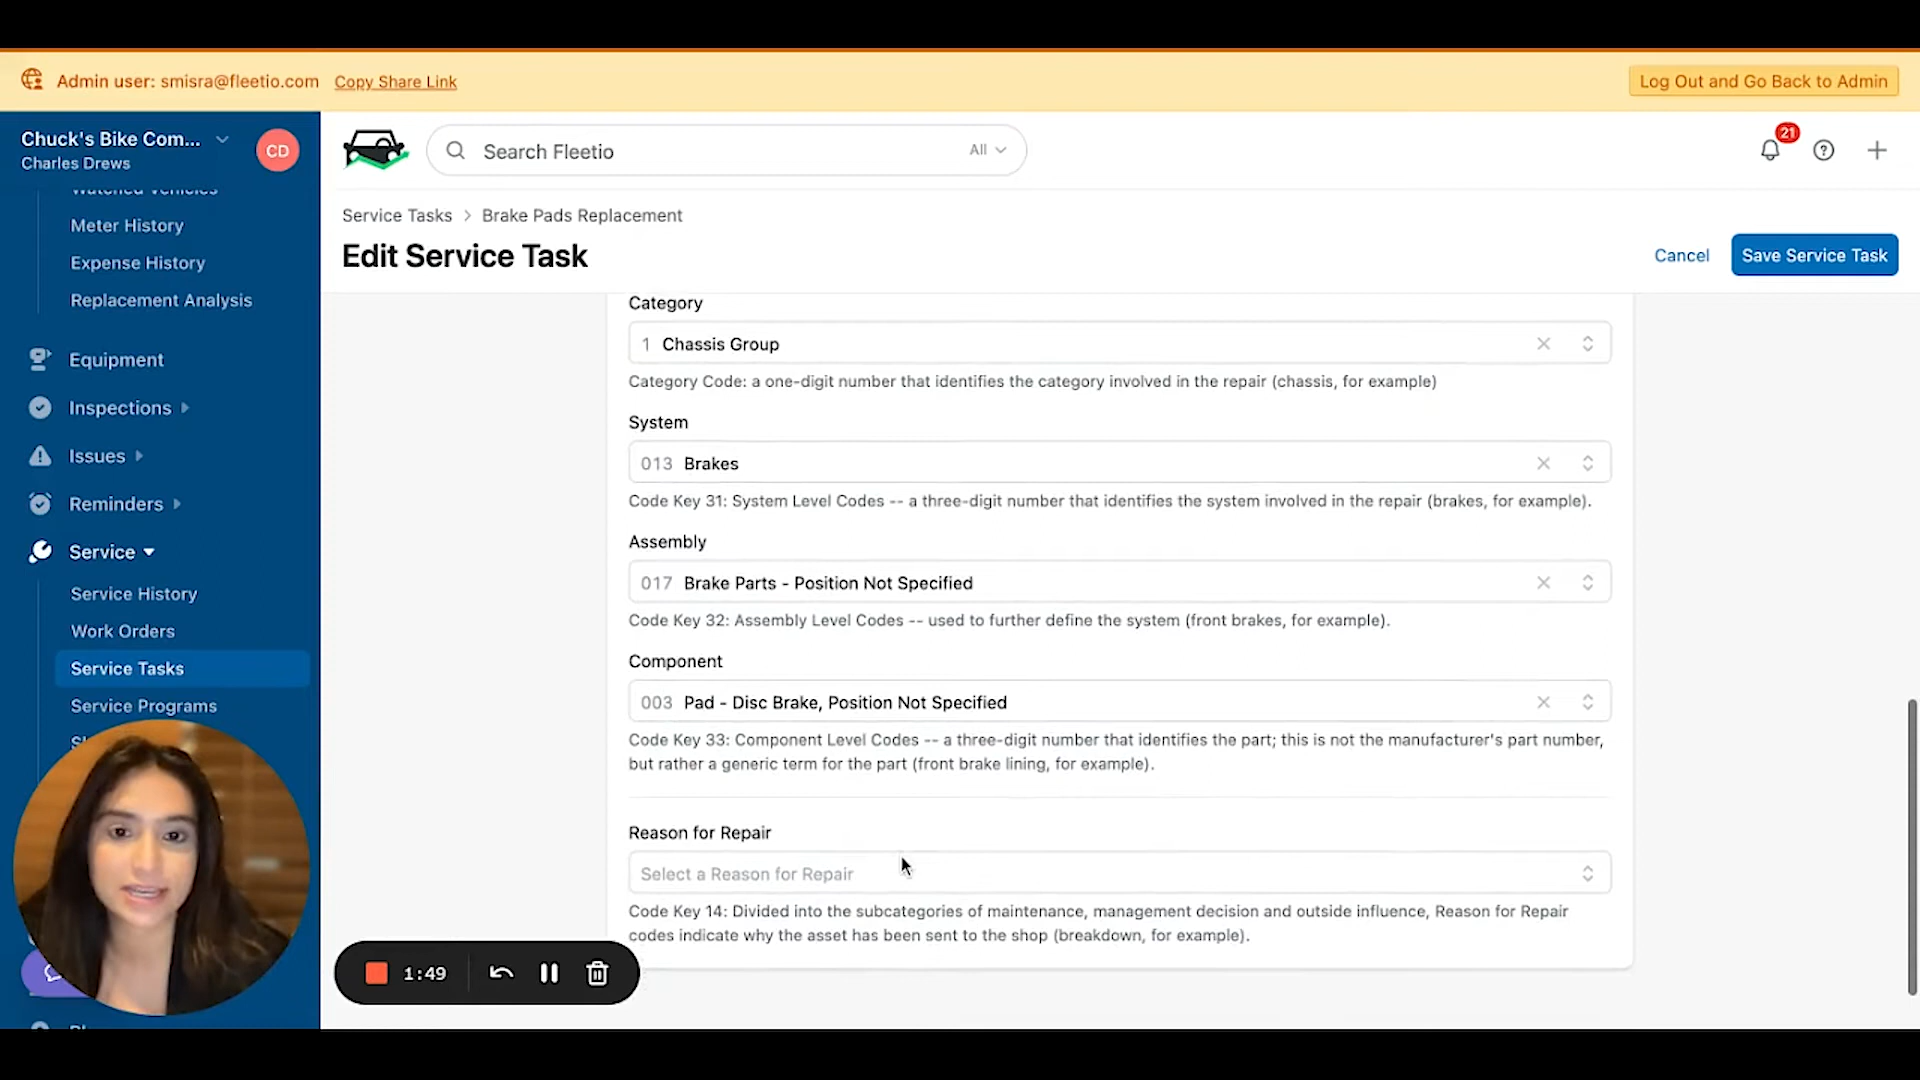 Admin user: smisra@fleetio.com Copy Share Link
Log Out and Go Back to Admin
Chuck's Bike Com...
Charles Drews
CD
Search Fleetio
All
21
Watched Vehicles
Meter History
Expense History
Replacement Analysis
Equipment
Inspections
Issues
Reminders
Service
Service History
Work Orders
Service Tasks
Service Programs
Service Tasks > Brake Pads Replacement
Edit Service Task
Cancel
Save Service Task
Category
1 Chassis Group
Category Code: a one-digit number that identifies the category involved in the repair (chassis, for example)
System
013 Brakes
Code Key 31: System Level Codes -- a three-digit number that identifies the system involved in the repair (brakes, for example).
Assembly
017 Brake Parts - Position Not Specified
Code Key 32: Assembly Level Codes -- used to further define the system (front brakes, for example).
Component
003 Pad - Disc Brake, Position Not Specified
Code Key 33: Component Level Codes -- a three-digit number that identifies the part; this is not the manufacturer's part number,
but rather a generic term for the part (front brake lining, for example).
Reason for Repair
Select a Reason for Repair
Code Key 14: Divided into the subcategories of maintenance, management decision and outside influence, Reason for Repair
codes indicate why the asset has been sent to the shop (breakdown, for example).
1:49